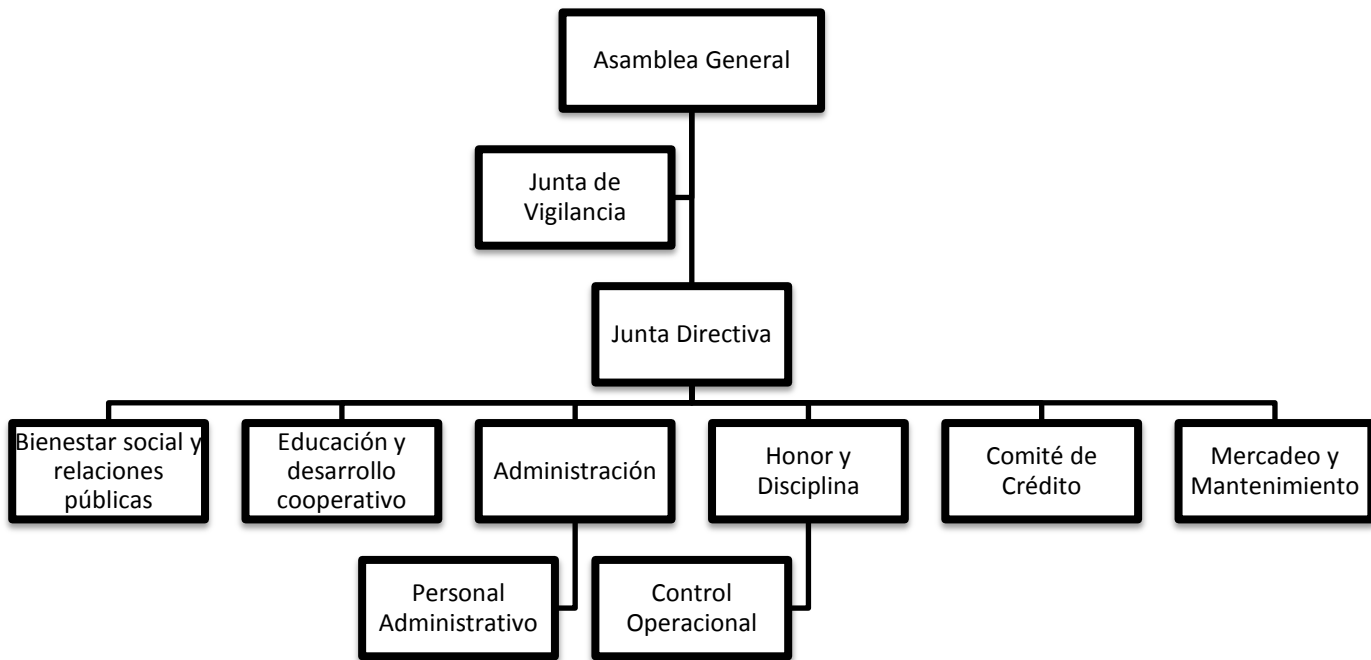 Asamblea General
Junta de
Vigilancia
Junta Directiva
Bienestar social y
relaciones
públicas
Educación y
desarrollo
cooperativo
Administración
Honor y
Disciplina
Comité de
Crédito
Mercadeo y
Mantenimiento
Personal
Administrativo
Control
Operacional